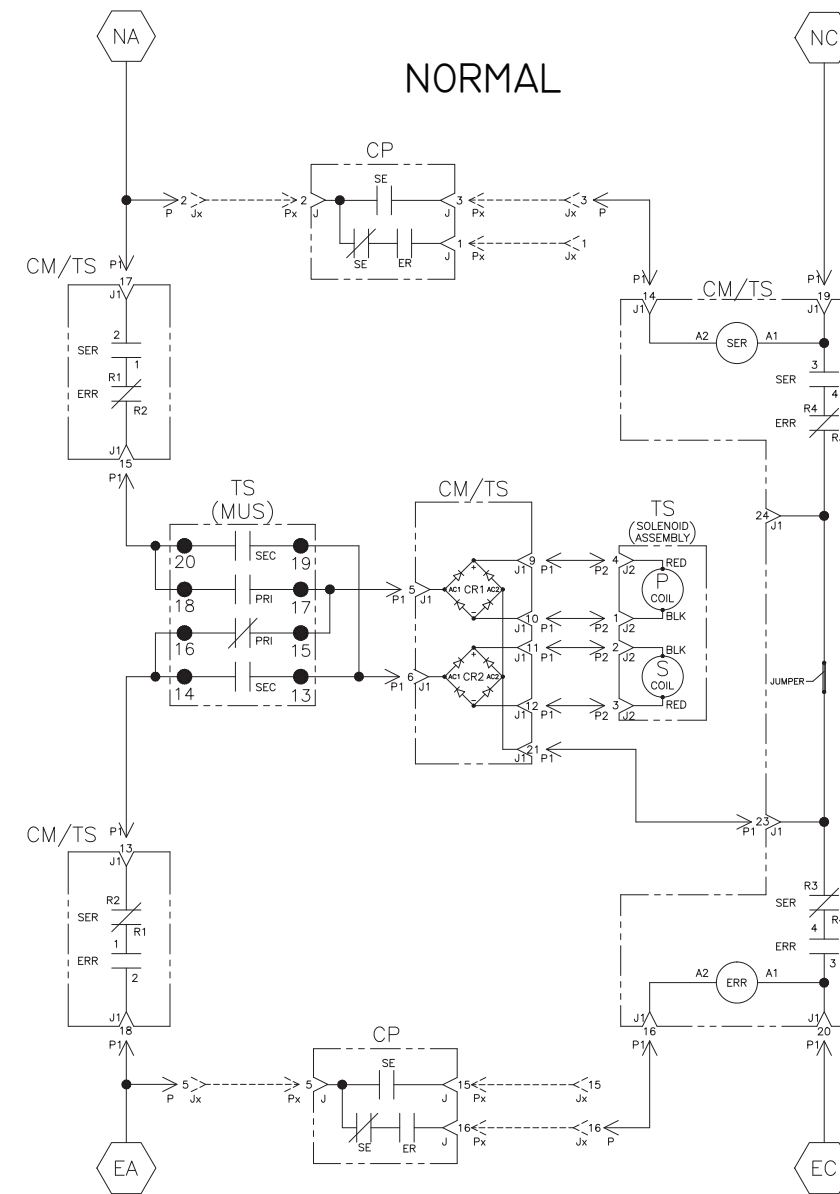 NA
NC
NORMAL
CP
SE
P 2 Jx Px 2 J
3 J Px Jx 3 P
SE ER
1 J Px Jx 1
CM/TS
P1
17
J1
P1
14
J1
CM/TS
P1
19
J1
2
SER
1
A2 SER A1
R1
ERR
R2
3
SER
4
R4
ERR
J1
15
P1
TS
(MUS)
CM/TS
TS
(SOLENOID ASSEMBLY)
24 J1
20 SEC 19
18 PRI 17
16 PRI 15
14 SEC 13
P1 5 J1
+
AC1 CR1 AC2
-
9 J1 P1 P2 4 J2 RED
P
COIL
10 J1 P1 P2 1 J2 BLK
P1 6 J1
+
AC1 CR2 AC2
-
11 J1 P1 P2 2 J2 BLK
S
COIL
12 J1 P1 P2 3 J2 RED
JUMPER
21 J1 P1
P1 23 J1
CM/TS
P1
13
J1
R2
SER
R1
1
ERR
2
R3
SER
4
ERR
3
A2 ERR A1
J1
18
P1
J1
16
P1
J1
20
P1
CP
SE
P 5 Jx Px 5 J
15 J Px Jx 15
SE ER
16 J Px Jx 16 P
EA
EC